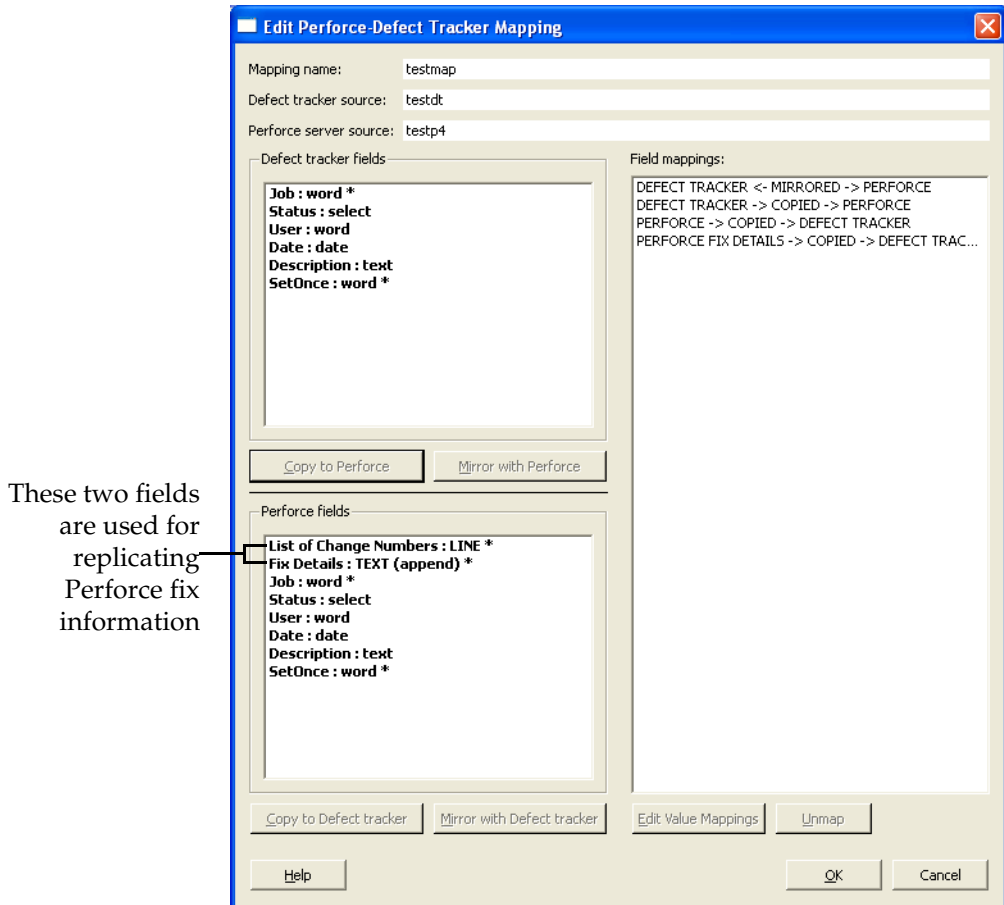 Edit Perforce-Defect Tracker Mapping
Mapping name: testmap
Defect tracker source: testdt
Perforce server source: testp4
Defect tracker fields
Job : word *
Status : select
User : word
Date : date
Description : text
SetOnce : word *
Copy to Perforce
Mirror with Perforce
Field mappings:
DEFECT TRACKER <- MIRRORED -> PERFORCE
DEFECT TRACKER -> COPIED -> PERFORCE
PERFORCE -> COPIED -> DEFECT TRACKER
PERFORCE FIX DETAILS -> COPIED -> DEFECT TRAC...
These two fields
are used for
replicating
Perforce fix
information
Perforce fields
List of Change Numbers : LINE *
Fix Details : TEXT (append) *
Job : word *
Status : select
User : word
Date : date
Description : text
SetOnce : word *
Copy to Defect tracker
Mirror with Defect tracker
Edit Value Mappings
Unmap
Help
OK
Cancel